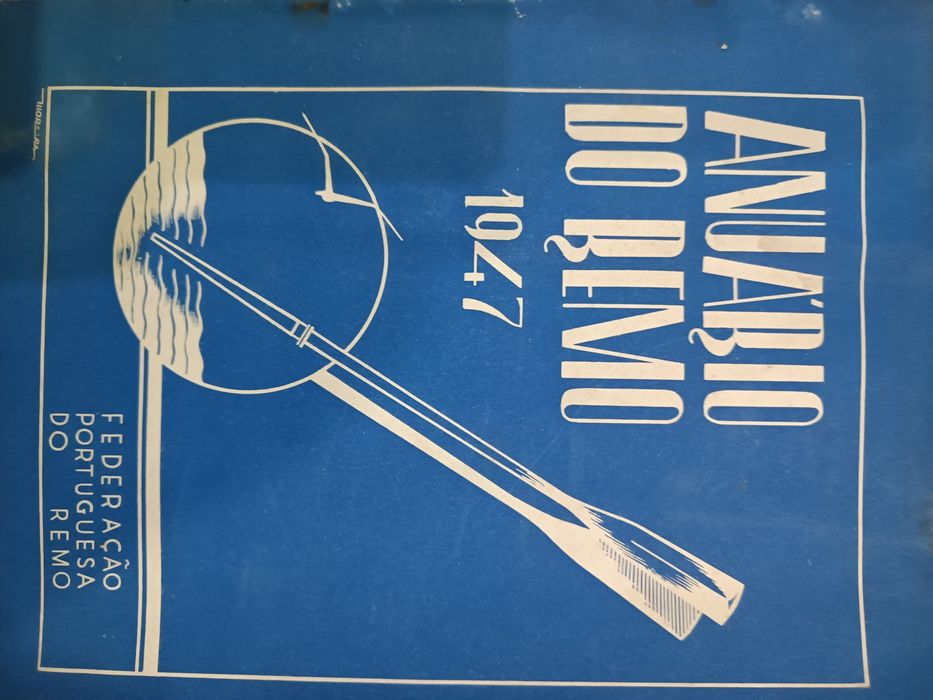 ANUÁRIO
DO REMO
1947
FEDERAÇÃO
PORTUGUESA
DO REMO